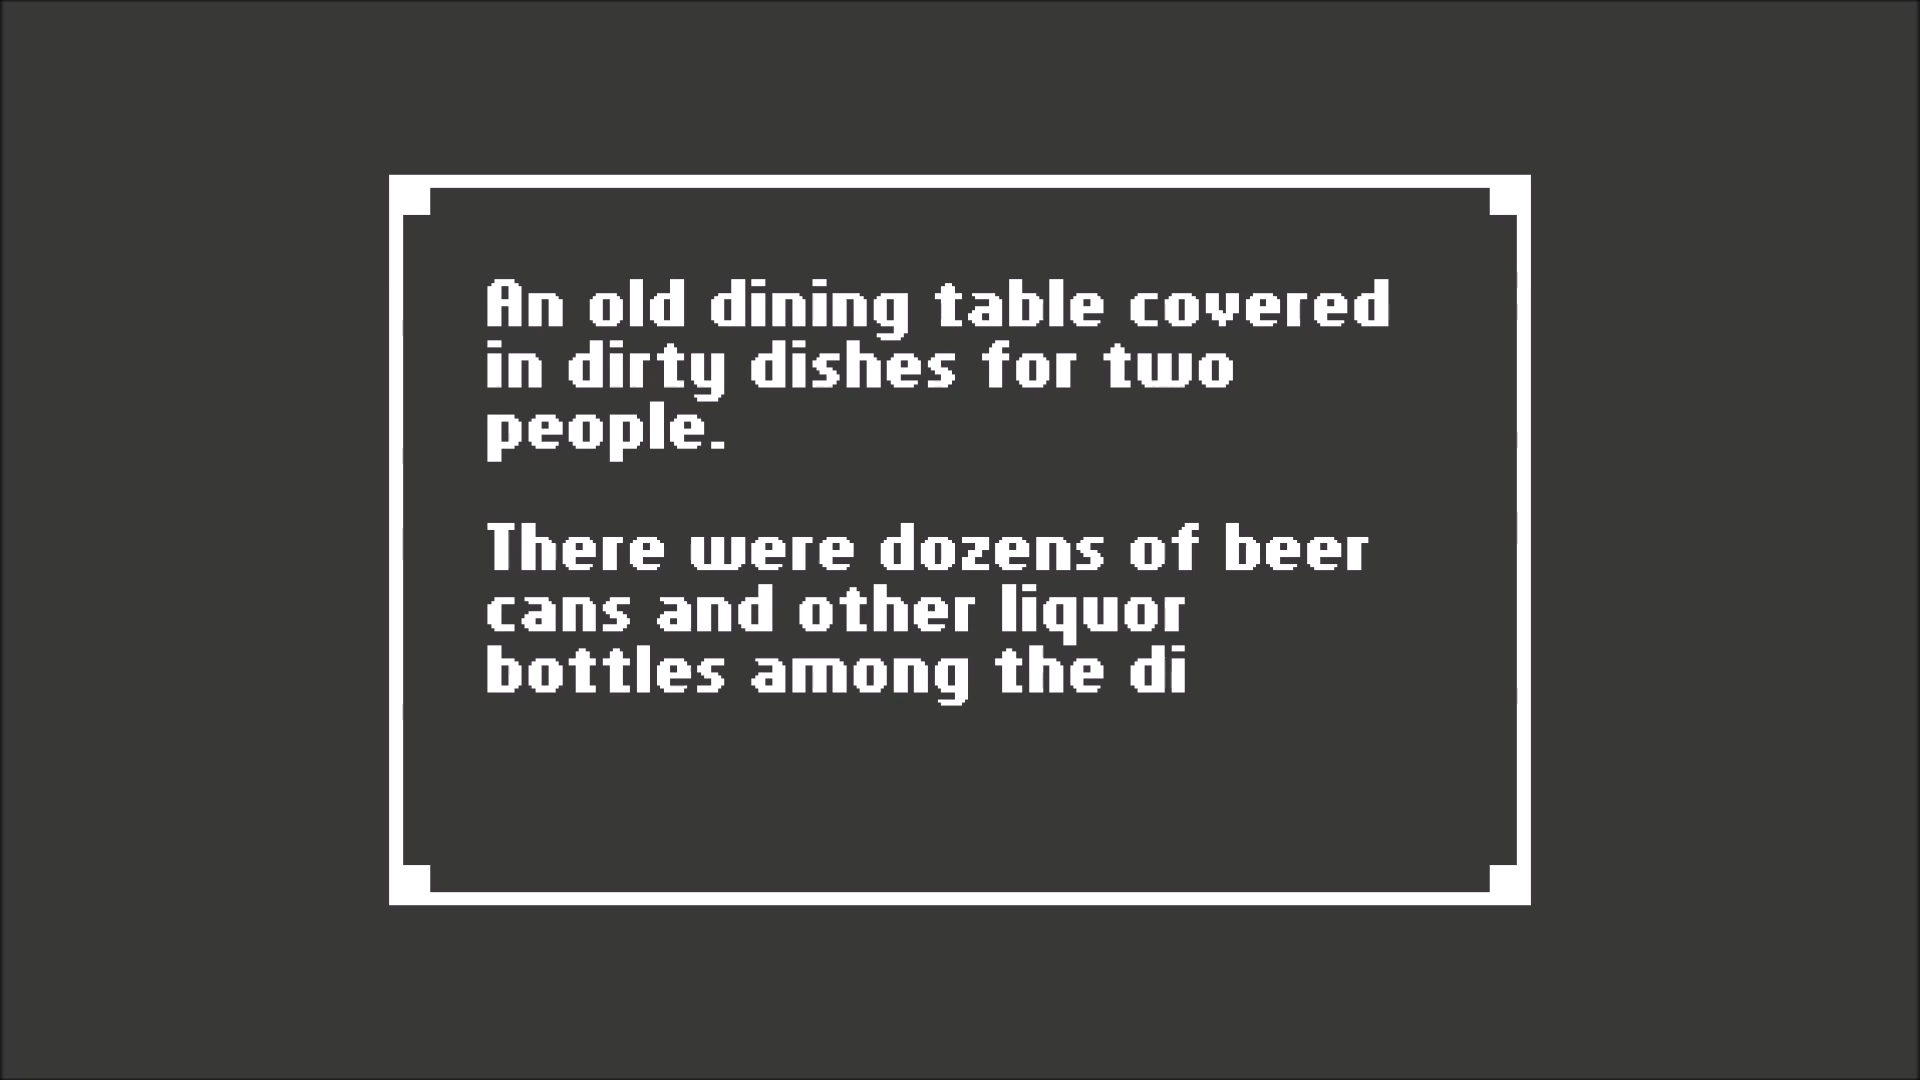 An old dining table covered
in dirty dishes for two
people.
There were dozens of beer
cans and other liquor
bottles among the di